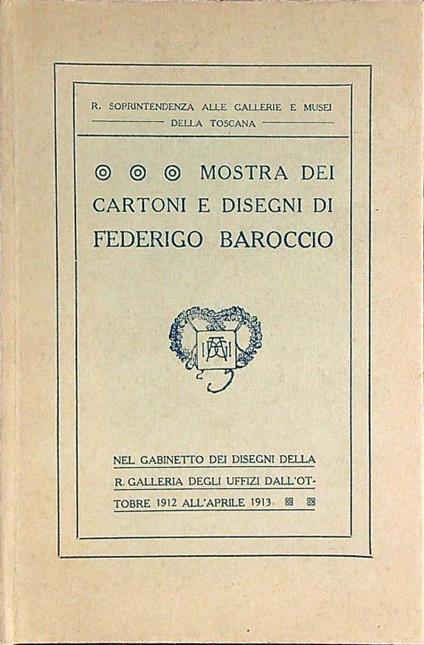 R. SOPRINTENDENZA ALLE GALLERIE E MUSEI
DELLA TOSCANA
MOSTRA DEI
CARTONI E DISEGNI DI
FEDERIGO BAROCCIO
NEL GABINETTO DEI DISEGNI DELLA
R. GALLERIA DEGLI UFFIZI DALL'OT-
TOBRE 1912 ALL'APRILE 1913